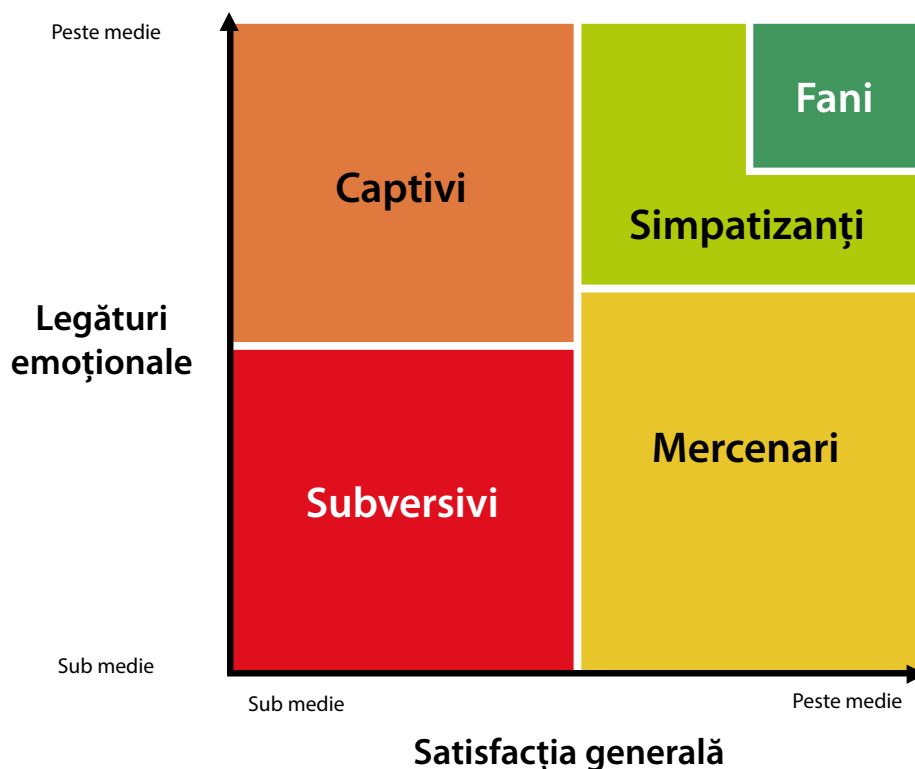 Peste medie
Fani
Captivi
Simpatizanți
Legături
emoționale
Mercenari
Subversivi
Sub medie
Sub medie
Peste medie
Satisfacția generală